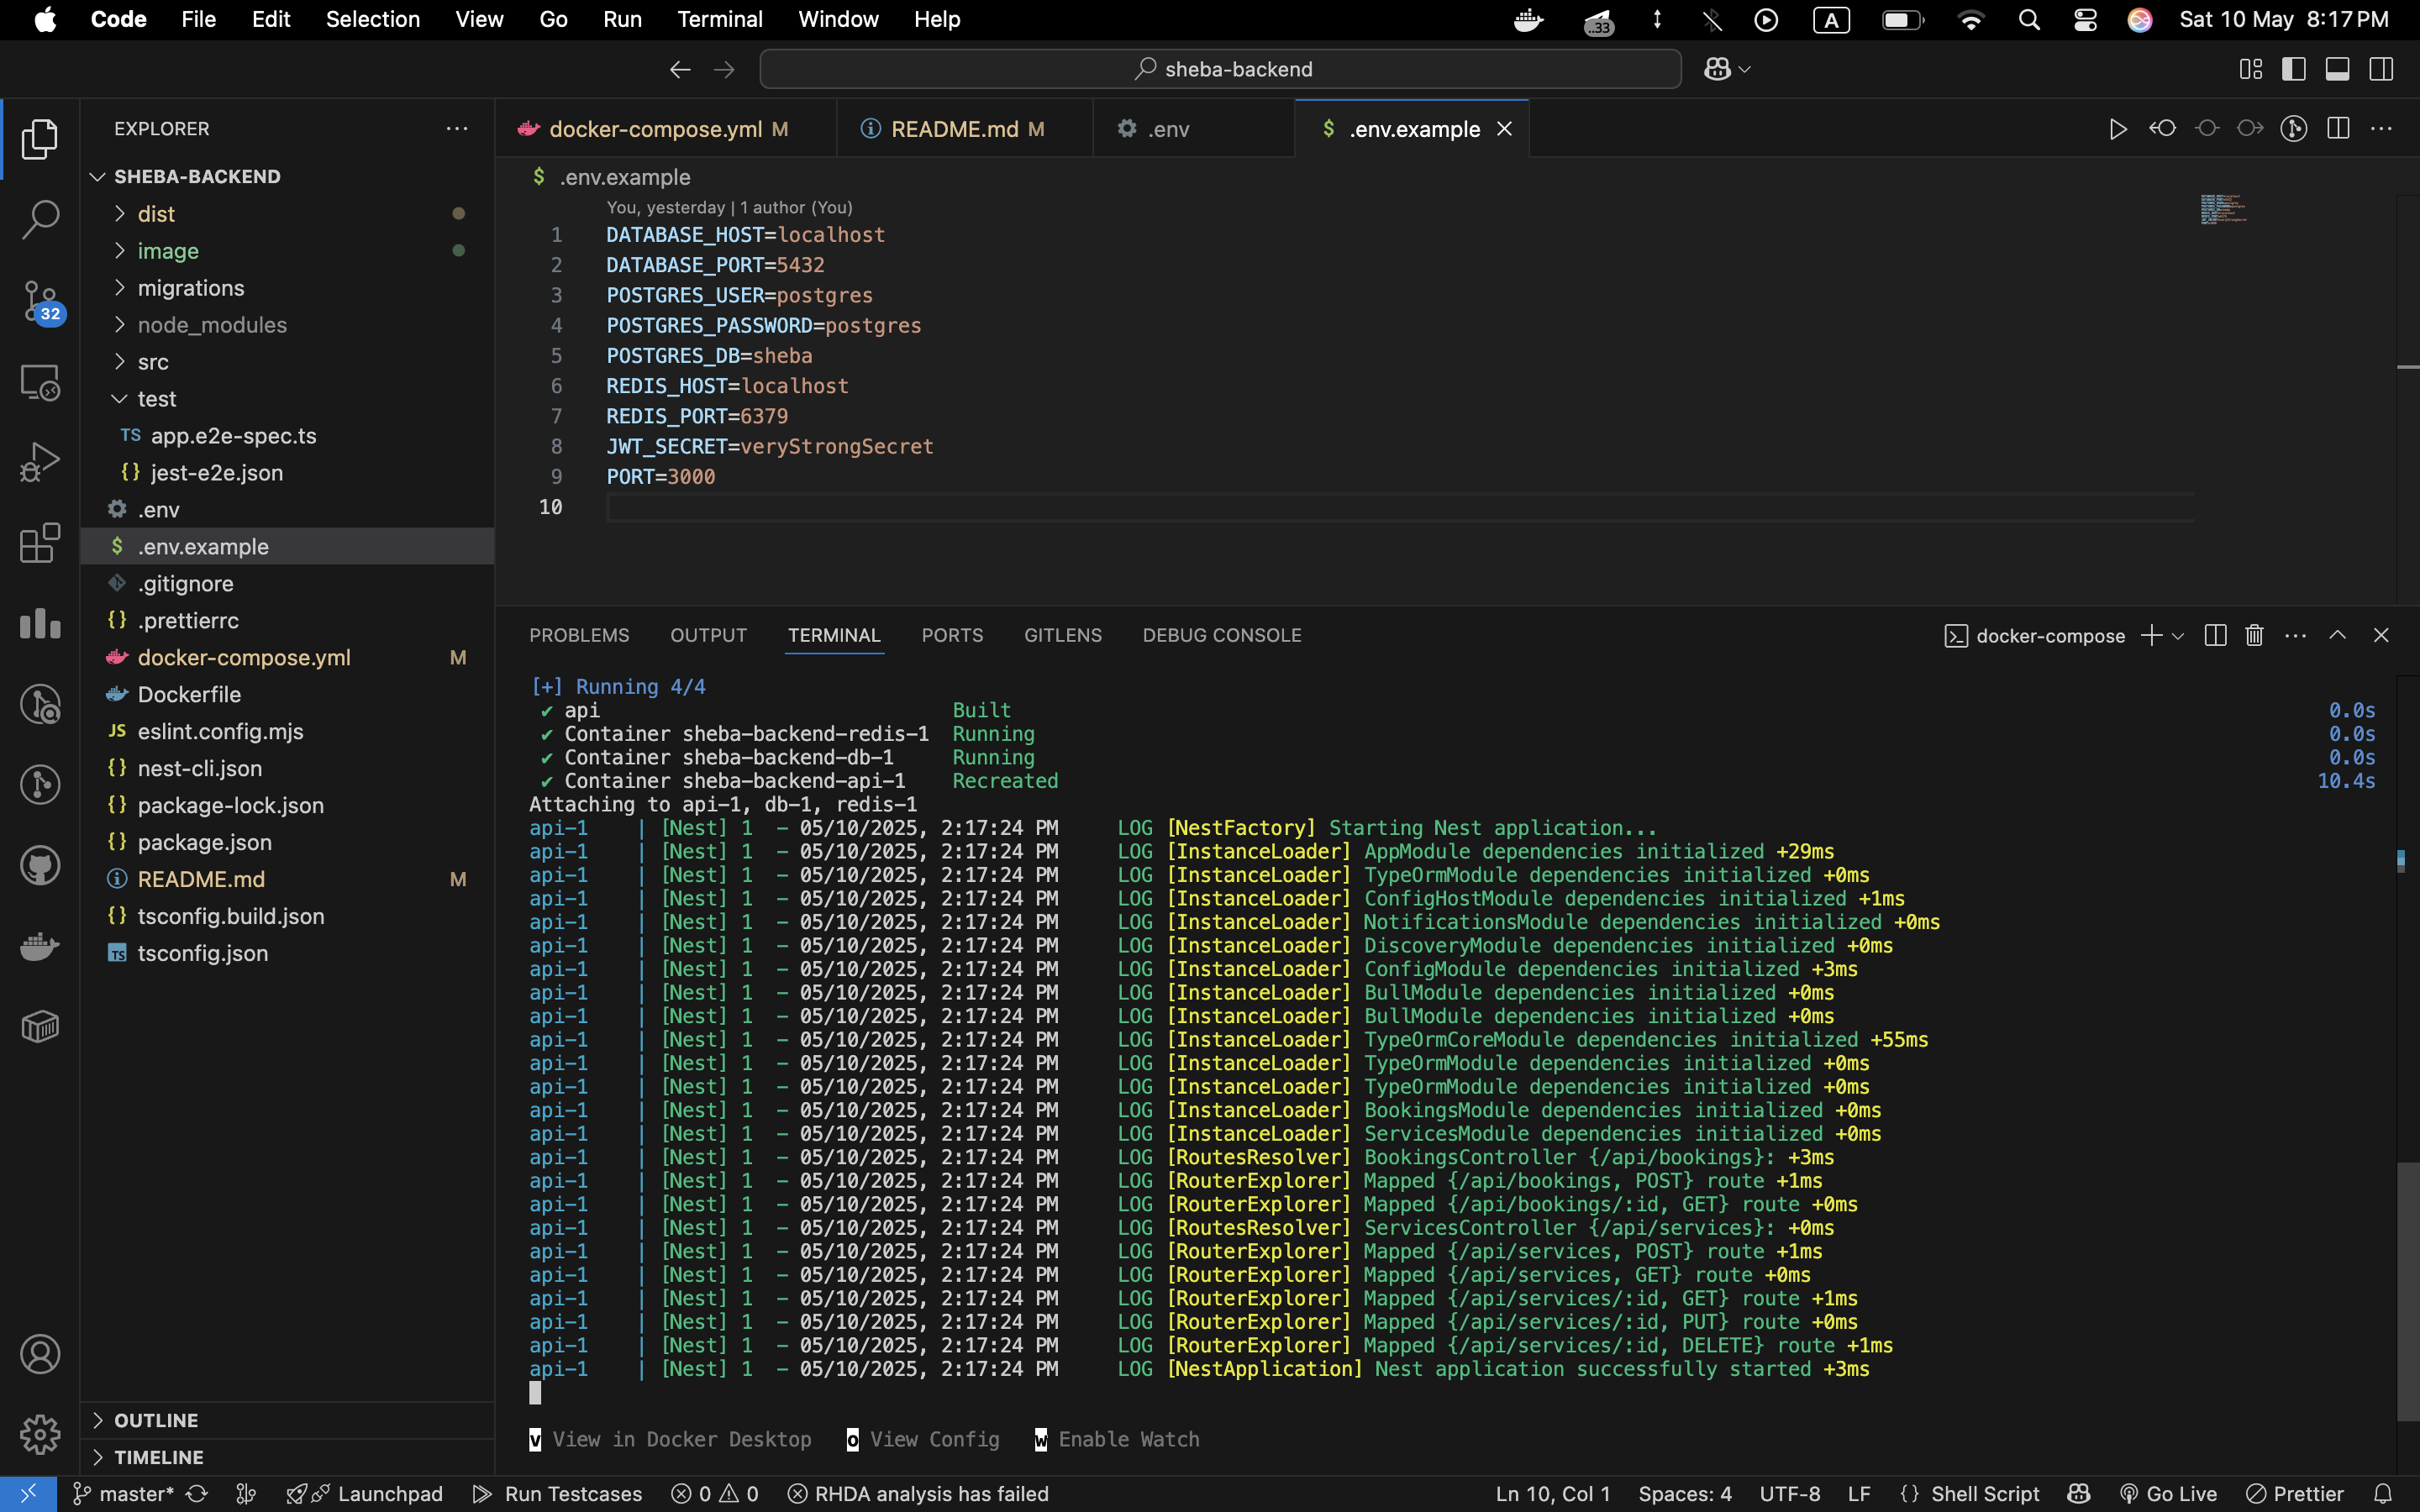 Code File Edit Selection View Go Run Terminal Window Help
..33
A
Sat 10 May 8:17 PM
sheba-backend
EXPLORER
SHEBA-BACKEND
dist
image
migrations
node_modules
src
test
TS app.e2e-spec.ts
{} jest-e2e.json
.env
$ .env.example
.gitignore
{} .prettierrc
docker-compose.yml M
Dockerfile
JS eslint.config.mjs
{} nest-cli.json
{} package-lock.json
{} package.json
README.md M
{} tsconfig.build.json
TS tsconfig.json
OUTLINE
TIMELINE
32
docker-compose.yml M
README.md M
.env
$ .env.example
$ .env.example
You, yesterday | 1 author (You)
1 DATABASE_HOST=localhost
2 DATABASE_PORT=5432
3 POSTGRES_USER=postgres
4 POSTGRES_PASSWORD=postgres
5 POSTGRES_DB=sheba
6 REDIS_HOST=localhost
7 REDIS_PORT=6379
8 JWT_SECRET=veryStrongSecret
9 PORT=3000
10
PROBLEMS OUTPUT TERMINAL PORTS GITLENS DEBUG CONSOLE
docker-compose
[+] Running 4/4
✔ api Built 0.0s
✔ Container sheba-backend-redis-1 Running 0.0s
✔ Container sheba-backend-db-1 Running 0.0s
✔ Container sheba-backend-api-1 Recreated 10.4s
Attaching to api-1, db-1, redis-1
api-1 | [Nest] 1 - 05/10/2025, 2:17:24 PM LOG [NestFactory] Starting Nest application...
api-1 | [Nest] 1 - 05/10/2025, 2:17:24 PM LOG [InstanceLoader] AppModule dependencies initialized +29ms
api-1 | [Nest] 1 - 05/10/2025, 2:17:24 PM LOG [InstanceLoader] TypeOrmModule dependencies initialized +0ms
api-1 | [Nest] 1 - 05/10/2025, 2:17:24 PM LOG [InstanceLoader] ConfigHostModule dependencies initialized +1ms
api-1 | [Nest] 1 - 05/10/2025, 2:17:24 PM LOG [InstanceLoader] NotificationsModule dependencies initialized +0ms
api-1 | [Nest] 1 - 05/10/2025, 2:17:24 PM LOG [InstanceLoader] DiscoveryModule dependencies initialized +0ms
api-1 | [Nest] 1 - 05/10/2025, 2:17:24 PM LOG [InstanceLoader] ConfigModule dependencies initialized +3ms
api-1 | [Nest] 1 - 05/10/2025, 2:17:24 PM LOG [InstanceLoader] BullModule dependencies initialized +0ms
api-1 | [Nest] 1 - 05/10/2025, 2:17:24 PM LOG [InstanceLoader] BullModule dependencies initialized +0ms
api-1 | [Nest] 1 - 05/10/2025, 2:17:24 PM LOG [InstanceLoader] TypeOrmCoreModule dependencies initialized +55ms
api-1 | [Nest] 1 - 05/10/2025, 2:17:24 PM LOG [InstanceLoader] TypeOrmModule dependencies initialized +0ms
api-1 | [Nest] 1 - 05/10/2025, 2:17:24 PM LOG [InstanceLoader] TypeOrmModule dependencies initialized +0ms
api-1 | [Nest] 1 - 05/10/2025, 2:17:24 PM LOG [InstanceLoader] BookingsModule dependencies initialized +0ms
api-1 | [Nest] 1 - 05/10/2025, 2:17:24 PM LOG [InstanceLoader] ServicesModule dependencies initialized +0ms
api-1 | [Nest] 1 - 05/10/2025, 2:17:24 PM LOG [RoutesResolver] BookingsController {/api/bookings}: +3ms
api-1 | [Nest] 1 - 05/10/2025, 2:17:24 PM LOG [RouterExplorer] Mapped {/api/bookings, POST} route +1ms
api-1 | [Nest] 1 - 05/10/2025, 2:17:24 PM LOG [RouterExplorer] Mapped {/api/bookings/:id, GET} route +0ms
api-1 | [Nest] 1 - 05/10/2025, 2:17:24 PM LOG [RoutesResolver] ServicesController {/api/services}: +0ms
api-1 | [Nest] 1 - 05/10/2025, 2:17:24 PM LOG [RouterExplorer] Mapped {/api/services, POST} route +1ms
api-1 | [Nest] 1 - 05/10/2025, 2:17:24 PM LOG [RouterExplorer] Mapped {/api/services, GET} route +0ms
api-1 | [Nest] 1 - 05/10/2025, 2:17:24 PM LOG [RouterExplorer] Mapped {/api/services/:id, GET} route +1ms
api-1 | [Nest] 1 - 05/10/2025, 2:17:24 PM LOG [RouterExplorer] Mapped {/api/services/:id, PUT} route +0ms
api-1 | [Nest] 1 - 05/10/2025, 2:17:24 PM LOG [RouterExplorer] Mapped {/api/services/:id, DELETE} route +1ms
api-1 | [Nest] 1 - 05/10/2025, 2:17:24 PM LOG [NestApplication] Nest application successfully started +3ms
v View in Docker Desktop o View Config w Enable Watch
master* Launchpad Run Testcases 0 0 RHDA analysis has failed
Ln 10, Col 1 Spaces: 4 UTF-8 LF {} Shell Script Go Live Prettier